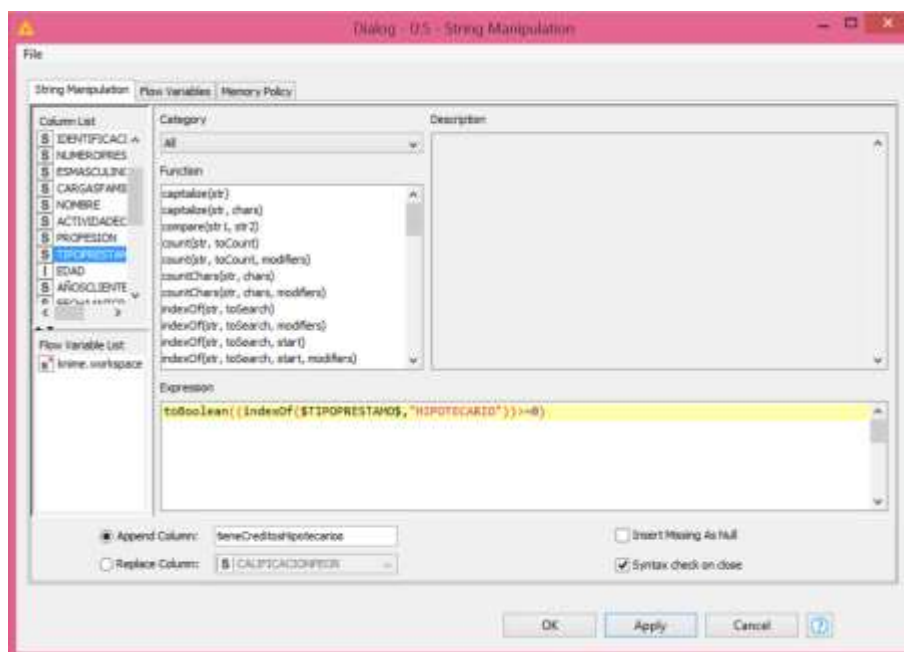 Dialog - 0:5 - String Manipulation
File
String Manipulation Flow Variables Memory Policy
Column List
S IDENTIFICACI
S NUMEROPRES
S ESMASCULINO
S CARGASFAMI
S NOMBRE
S ACTIVIDADEC
S PROFESION
S TIPOPRESTAM
I EDAD
S AÑOSCLIENTE
Flow Variable List
s knime.workspace
Category
All
Function
capitalize(str)
capitalize(str, chars)
compare(str1, str2)
count(str, toCount)
count(str, toCount, modifiers)
countChars(str, chars)
countChars(str, chars, modifiers)
indexOf(str, toSearch)
indexOf(str, toSearch, modifiers)
indexOf(str, toSearch, start)
indexOf(str, toSearch, start, modifiers)
Description
Expression
toBoolean((indexOf($TIPOPRESTAMO$,"HIPOTECARIO"))>=0)
Append Column: tieneCreditosHipotecarios
Replace Column: S CALIFICACIONPEOR
Insert Missing As Null
Syntax check on close
OK Apply Cancel ?